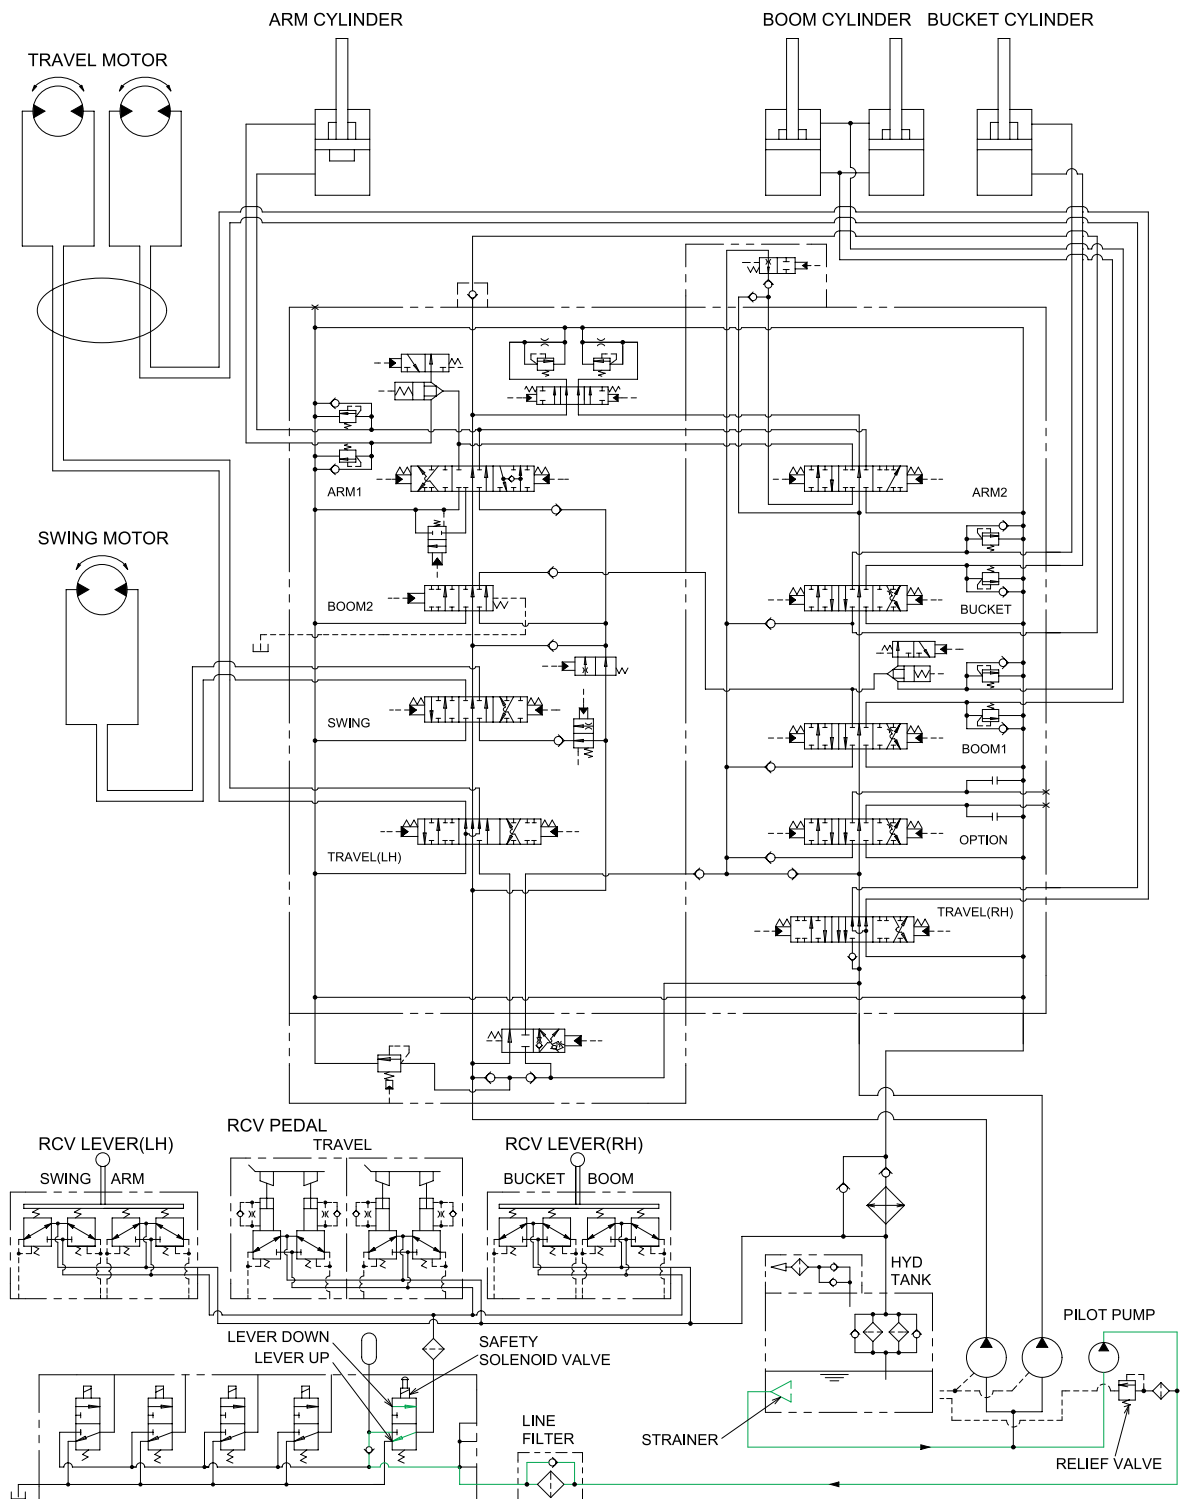 ARM CYLINDER
BOOM CYLINDER
BUCKET CYLINDER
TRAVEL MOTOR
ARM1
ARM2
SWING MOTOR
BOOM2
BUCKET
SWING
BOOM1
OPTION
TRAVEL(LH)
TRAVEL(RH)
RCV LEVER(LH)
SWING
ARM
RCV PEDAL
TRAVEL
RCV LEVER(RH)
BUCKET
BOOM
HYD
TANK
PILOT PUMP
LEVER DOWN
LEVER UP
SAFETY
SOLENOID VALVE
LINE
FILTER
STRAINER
RELIEF VALVE